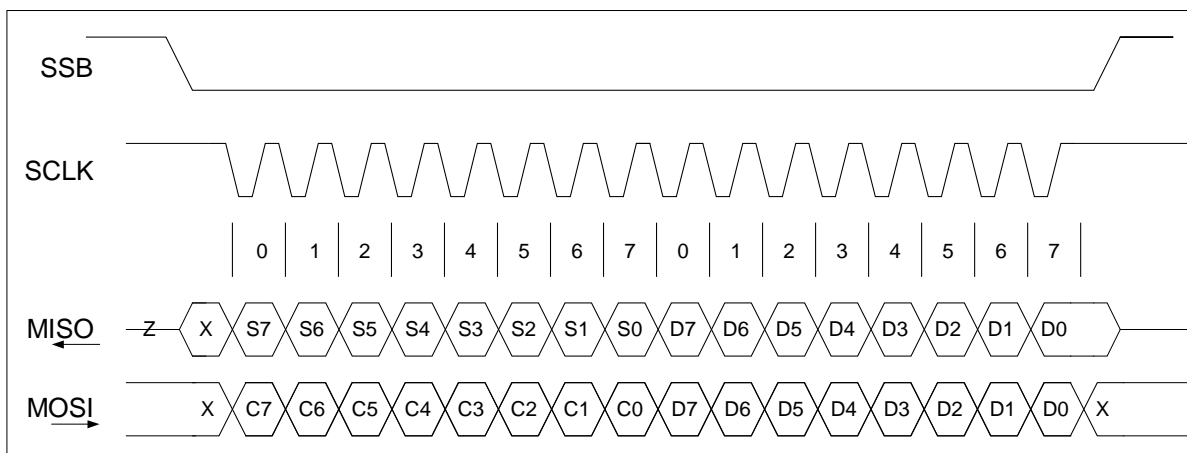 SSB
SCLK
0 1 2 3 4 5 6 7 0 1 2 3 4 5 6 7
MISO Z X S7 S6 S5 S4 S3 S2 S1 S0 D7 D6 D5 D4 D3 D2 D1 D0
MOSI X C7 C6 C5 C4 C3 C2 C1 C0 D7 D6 D5 D4 D3 D2 D1 D0 X